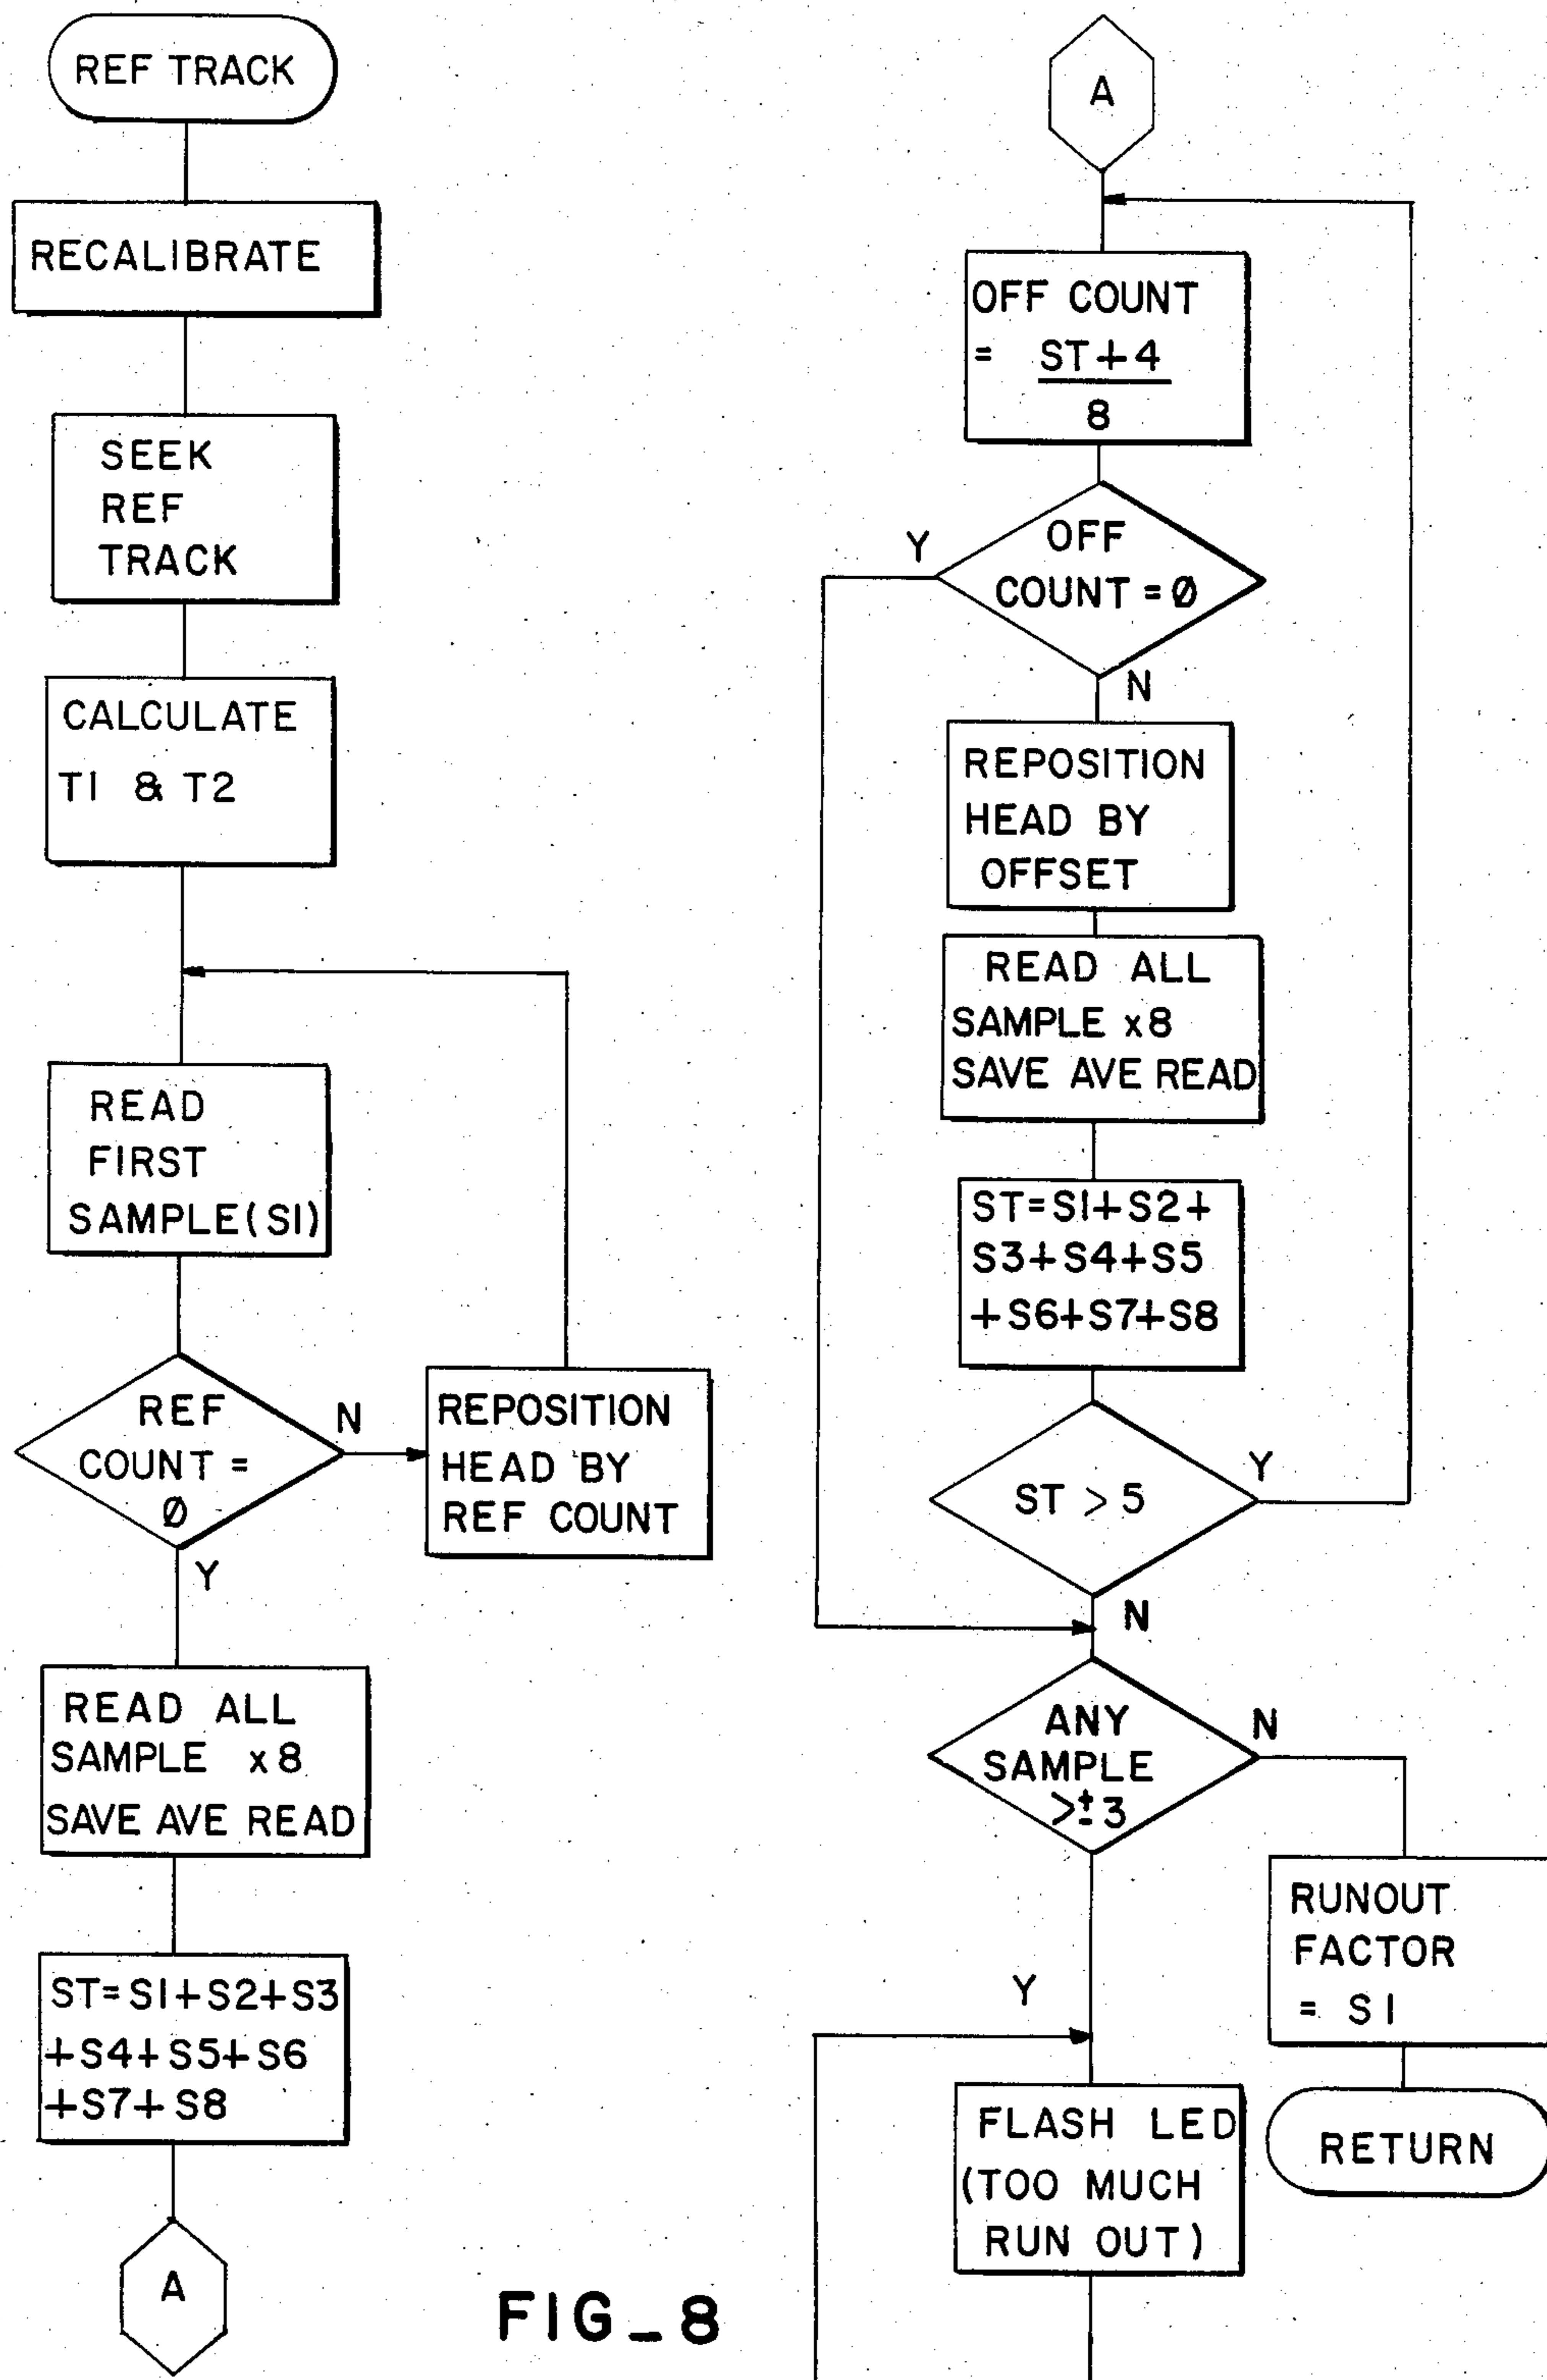 REF TRACK
RECALIBRATE
SEEK
REF
TRACK
CALCULATE
T1 & T2
READ
FIRST
SAMPLE(S1)
REF
COUNT =
Ø
N
Y
REPOSITION
HEAD BY
REF COUNT
READ ALL
SAMPLE x8
SAVE AVE READ
ST=S1+S2+S3
+S4+S5+S6
+S7+S8
A
A
OFF COUNT
= ST+4
8
OFF
COUNT=Ø
Y
N
REPOSITION
HEAD BY
OFFSET
READ ALL
SAMPLE x8
SAVE AVE READ
ST=S1+S2+
S3+S4+S5
+S6+S7+S8
ST > 5
Y
N
ANY
SAMPLE
>±3
N
Y
RUNOUT
FACTOR
= S1
RETURN
FLASH LED
(TOO MUCH
RUN OUT)
FIG_8